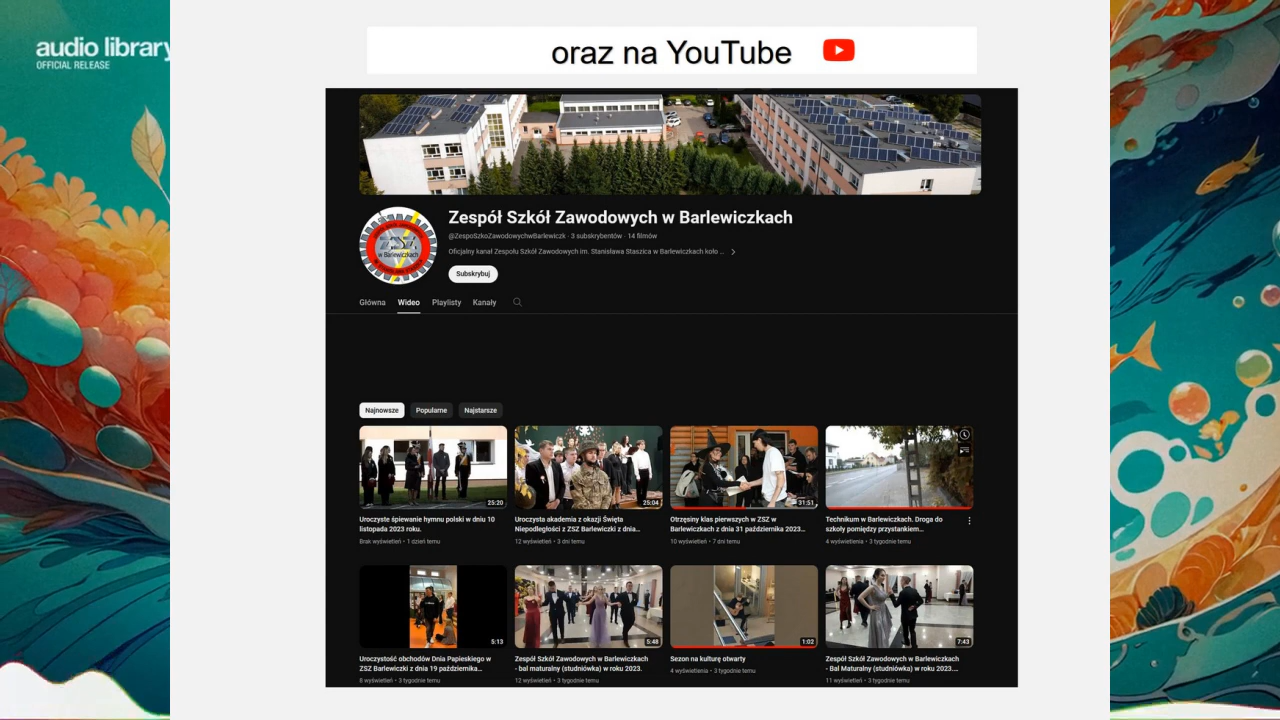 audio library
OFFICIAL RELEASE
oraz na YouTube
Zespół Szkół Zawodowych w Barlewiczkach
@ZespoSzkoZawodowychwBarlewiczk · 3 subskrybentów · 14 filmów
Oficjalny kanał Zespołu Szkół Zawodowych im. Stanisława Staszica w Barlewiczkach koło ...
w Barlewiczkach
Subskrybuj
Główna Wideo Playlisty Kanały
Najnowsze Popularne Najstarsze
25:20 25:04 31:51
Uroczyste śpiewanie hymnu polski w dniu 10
listopada 2023 roku.
Brak wyświetleń • 1 dzień temu
Uroczysta akademia z okazji Święta
Niepodległości z ZSZ Barlewiczki z dnia...
12 wyświetleń • 3 dni temu
Otrzęsiny klas pierwszych w ZSZ w
Barlewiczkach z dnia 31 października 2023...
10 wyświetleń • 7 dni temu
Technikum w Barlewiczkach. Droga do
szkoły pomiędzy przystankiem...
4 wyświetlenia • 3 tygodnie temu
5:13 5:48 1:02 7:43
Uroczystość obchodów Dnia Papieskiego w
ZSZ Barlewiczki z dnia 19 października...
8 wyświetleń • 3 tygodnie temu
Zespół Szkół Zawodowych w Barlewiczkach
- bal maturalny (studniówka) w roku 2023.
12 wyświetleń • 3 tygodnie temu
Sezon na kulturę otwarty
4 wyświetlenia • 3 tygodnie temu
Zespół Szkół Zawodowych w Barlewiczkach
- Bal Maturalny (studniówka) w roku 2023....
11 wyświetleń • 3 tygodnie temu